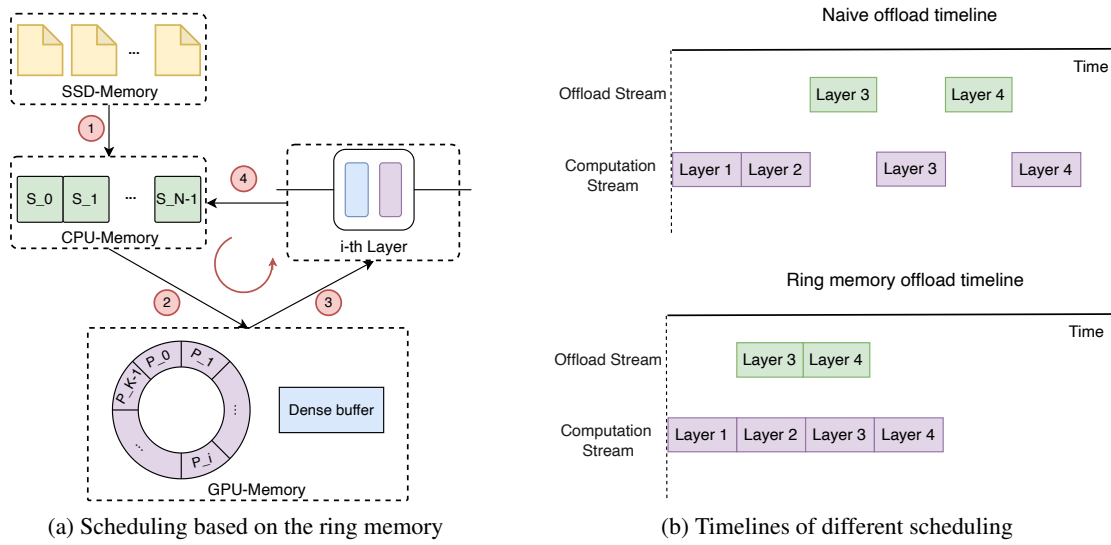 ...
SSD-Memory
1
S_0 S_1 ... S_N-1
CPU-Memory
4
i-th Layer
2
3
P_K-1 P_0 P_1
...
...
P_i
Dense buffer
GPU-Memory
(a) Scheduling based on the ring memory
Naive offload timeline
Time
Offload Stream
Layer 3 Layer 4
Computation
Stream
Layer 1 Layer 2 Layer 3 Layer 4
Ring memory offload timeline
Time
Offload Stream
Layer 3 Layer 4
Computation
Stream
Layer 1 Layer 2 Layer 3 Layer 4
(b) Timelines of different scheduling